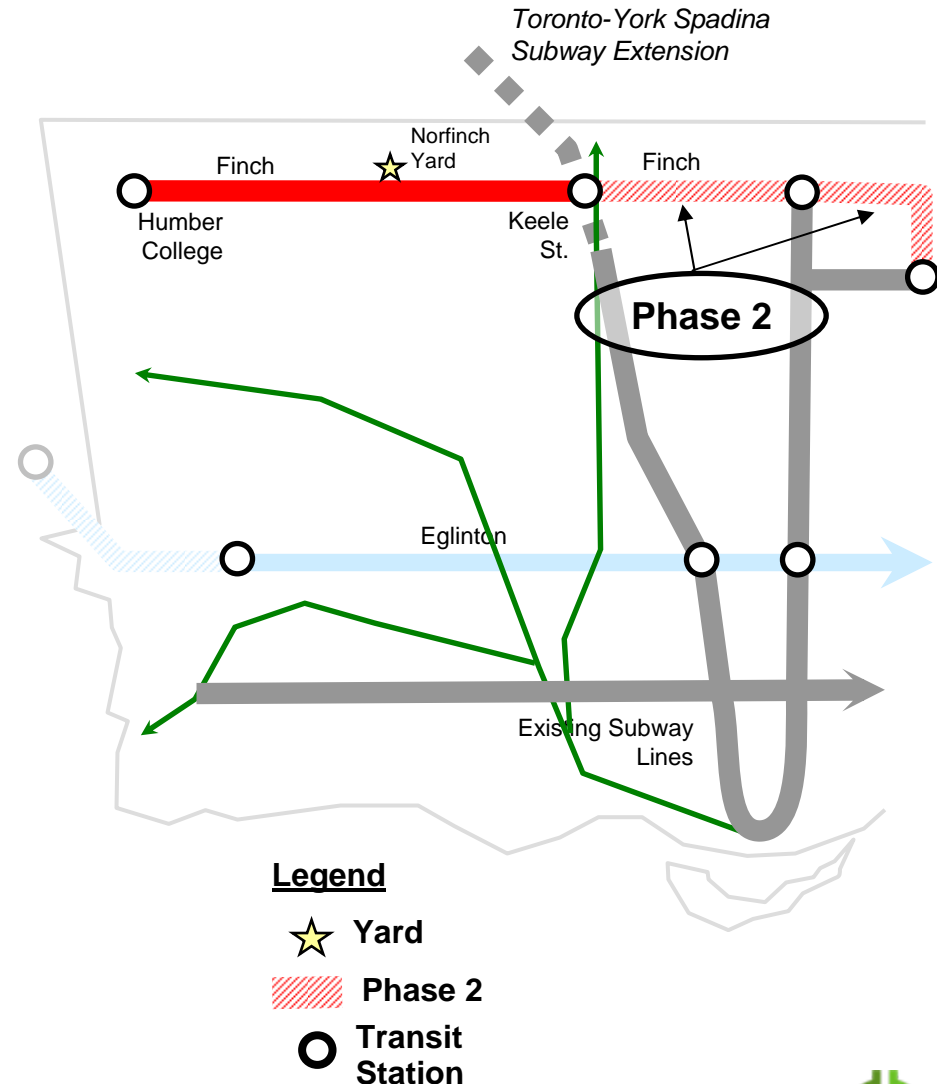 Toronto-York Spadina
Subway Extension
Norfinch
Yard
Finch
Finch
Humber
College
Keele
St.
Phase 2
Eglinton
Existing Subway
Lines
Legend
Yard
Phase 2
Transit
Station